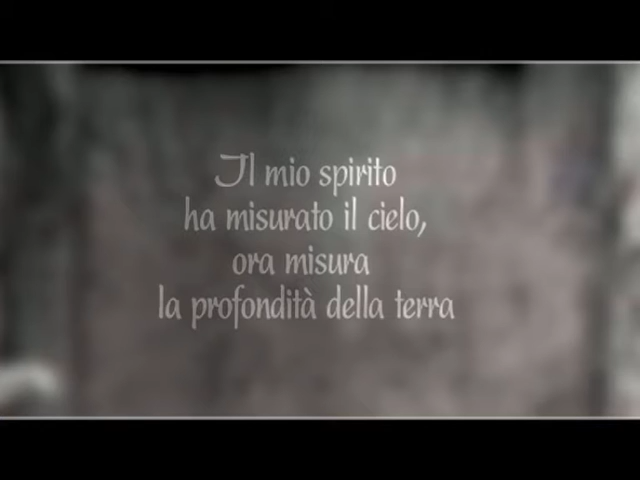 Il mio spirito
ha misurato il cielo,
ora misura
la profondità della terra